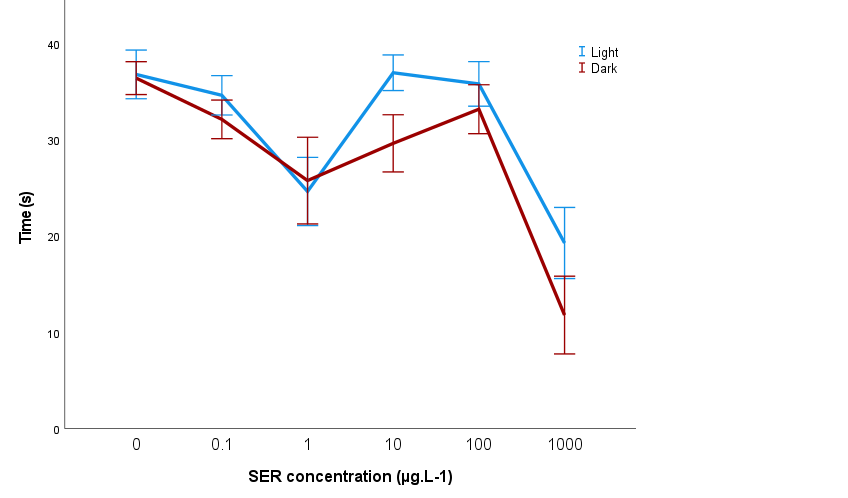 40
30
20
10
0
Time (s)
0 0.1 1 10 100 1000
SER concentration (µg.L-1)
Light
Dark